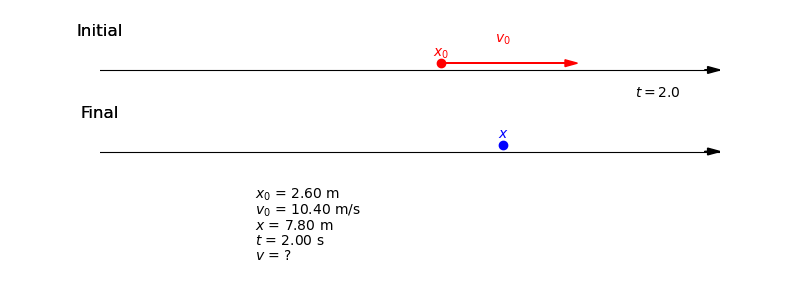 Initial
v₀
x₀
t = 2.0
Final
x
x₀ = 2.60 m
v₀ = 10.40 m/s
x = 7.80 m
t = 2.00 s
v = ?